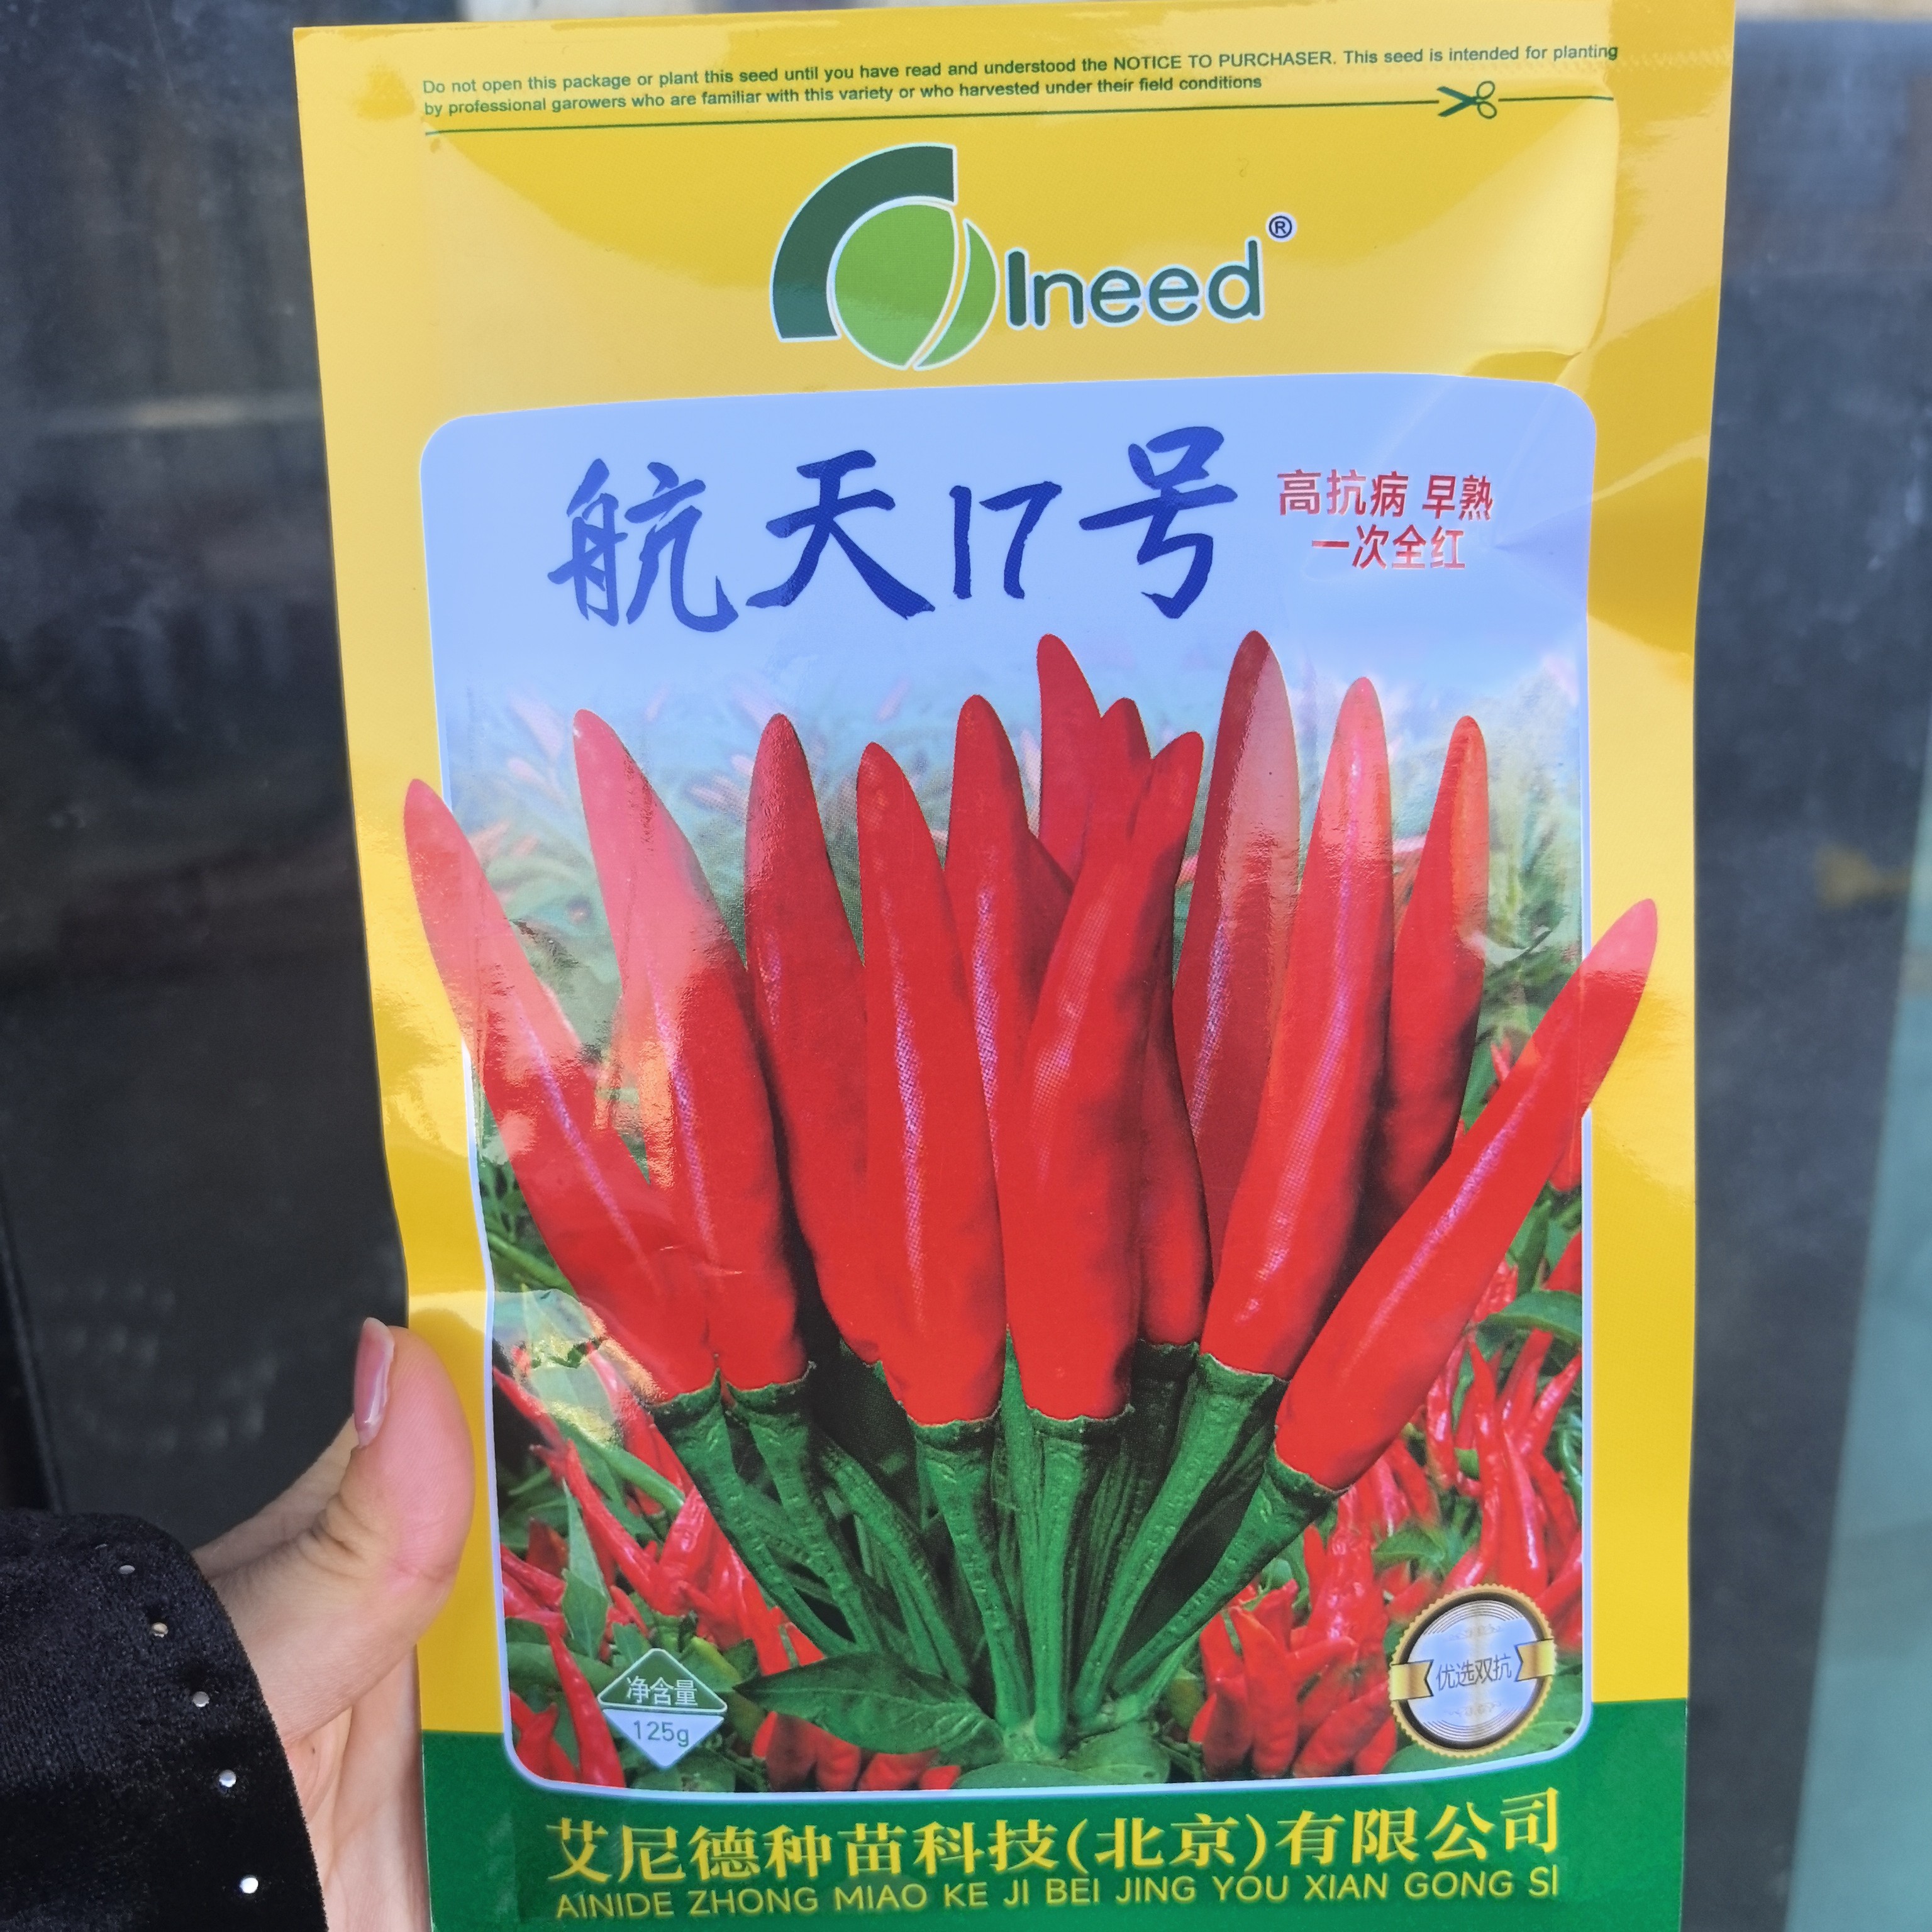 Do not open this package or plant this seed until you have read and understood the NOTICE TO PURCHASER. This seed is intended for planting
by professional garowers who are familiar with this variety or who harvested under their field conditions
Ineed®
航天17号
高抗病 早熟
一次全红
净含量
125g
优选双抗
艾尼德种苗科技(北京)有限公司
AINIDE ZHONG MIAO KE JI BEI JING YOU XIAN GONG SI